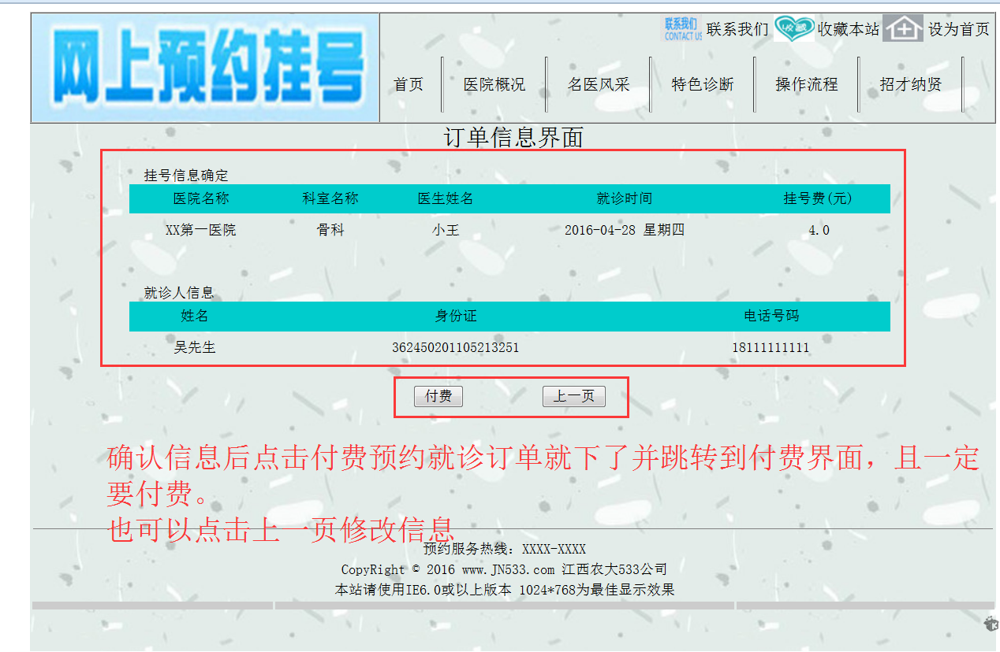 网上预约挂号
联系我们 CONTACT US 联系我们 收藏 收藏本站 设为首页
首页 医院概况 名医风采 特色诊断 操作流程 招才纳贤
订单信息界面
挂号信息确定
医院名称 科室名称 医生姓名 就诊时间 挂号费(元)
XX第一医院 骨科 小王 2016-04-28 星期四 4.0
就诊人信息
姓名 身份证 电话号码
吴先生 362450201105213251 18111111111
付费 上一页
确认信息后点击付费预约就诊订单就下了并跳转到付费界面，且一定
要付费。
也可以点击上一页修改信息
预约服务热线：XXXX-XXXX
CopyRight © 2016 www.JN533.com 江西农大533公司
本站请使用IE6.0或以上版本 1024*768为最佳显示效果